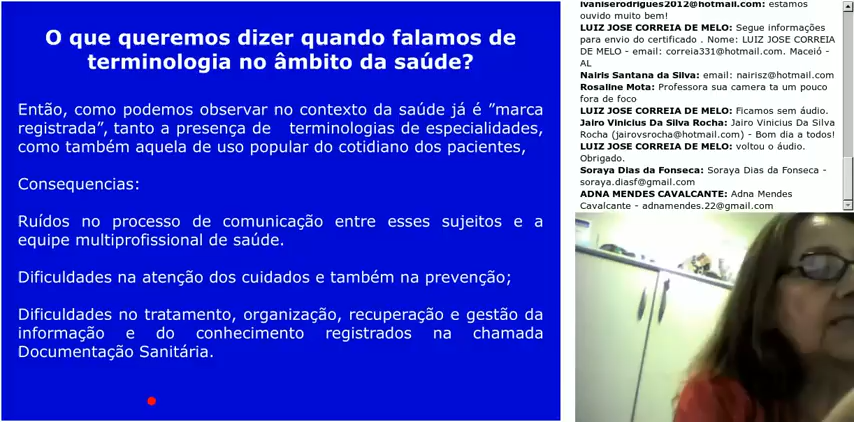 O que queremos dizer quando falamos de
terminologia no âmbito da saúde?
Então, como podemos observar no contexto da saúde já é ”marca
registrada”, tanto a presença de terminologias de especialidades,
como também aquela de uso popular do cotidiano dos pacientes,
Consequencias:
Ruídos no processo de comunicação entre esses sujeitos e a
equipe multiprofissional de saúde.
Dificuldades na atenção dos cuidados e também na prevenção;
Dificuldades no tratamento, organização, recuperação e gestão da
informação e do conhecimento registrados na chamada
Documentação Sanitária.
ivaniserodrigues2012@hotmail.com: estamos
ouvido muito bem!
LUIZ JOSE CORREIA DE MELO: Segue informações
para envio do certificado . Nome: LUIZ JOSE CORREIA
DE MELO - email: correia331@hotmail.com. Maceió -
AL
Nairis Santana da Silva: email: nairisz@hotmail.com
Rosaline Mota: Professora sua camera ta um pouco
fora de foco
LUIZ JOSE CORREIA DE MELO: Ficamos sem áudio.
Jairo Vinicius Da Silva Rocha: Jairo Vinicius Da Silva
Rocha (jairovsrocha@hotmail.com) - Bom dia a todos!
LUIZ JOSE CORREIA DE MELO: voltou o áudio.
Obrigado.
Soraya Dias da Fonseca: Soraya Dias da Fonseca -
soraya.diasf@gmail.com
ADNA MENDES CAVALCANTE: Adna Mendes
Cavalcante - adnamendes.22@gmail.com